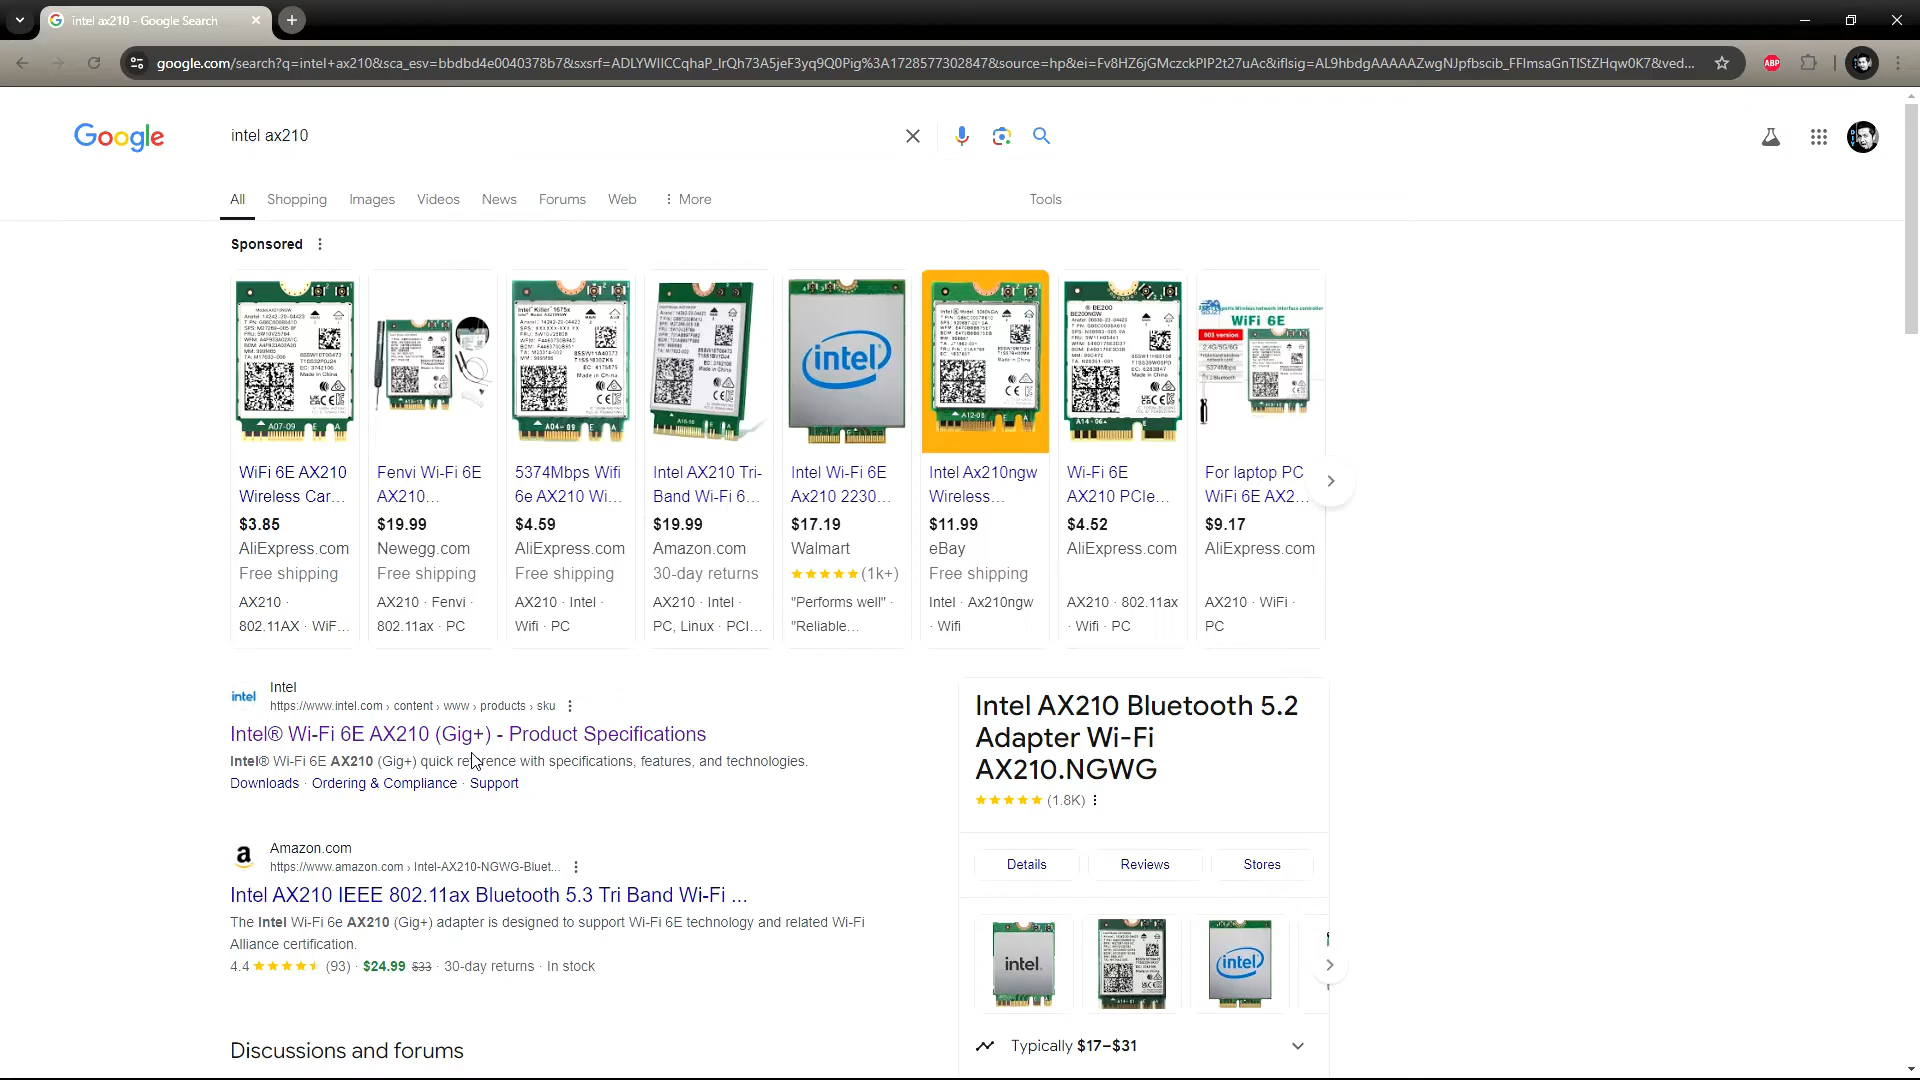 intel ax210 - Google Search
google.com/search?q=intel+ax210&sca_esv=bbdbd4e0040378b7&sxsrf=ADLYWIICCqhaP_IrQh73A5jeF3yq9Q0Pig%3A1728577302847&source=hp&ei=Fv8HZ6jGMczckPIP2t27uAc&iflsig=AL9hbdgAAAAAZwgNJpfbscib_FFlmsaGnTIStZHqw0K7&ved...
ABP
Google
intel ax210
All Shopping Images Videos News Forums Web More Tools
Sponsored
intel
WiFi 6E
WiFi 6E AX210 Wireless Car...
$3.85
AliExpress.com
Free shipping
AX210 ·
802.11AX · WiF...
Fenvi Wi-Fi 6E
AX210...
$19.99
Newegg.com
Free shipping
AX210 · Fenvi ·
802.11ax · PC
5374Mbps Wifi
6e AX210 Wi...
$4.59
AliExpress.com
Free shipping
AX210 · Intel ·
Wifi · PC
Intel AX210 Tri-
Band Wi-Fi 6...
$19.99
Amazon.com
30-day returns
AX210 · Intel ·
PC, Linux · PCI...
Intel Wi-Fi 6E
Ax210 2230...
$17.19
Walmart
(1k+)
"Performs well" ·
"Reliable...
Intel Ax210ngw
Wireless...
$11.99
eBay
Free shipping
Intel · Ax210ngw
· Wifi
Wi-Fi 6E
AX210 PCIe...
$4.52
AliExpress.com
AX210 · 802.11ax
· Wifi · PC
For laptop PC
WiFi 6E AX2...
$9.17
AliExpress.com
AX210 · WiFi ·
PC
intel
Intel
https://www.intel.com › content › www › products › sku
Intel® Wi-Fi 6E AX210 (Gig+) - Product Specifications
Intel® Wi-Fi 6E AX210 (Gig+) quick with specifications, features, and technologies.
Downloads · Ordering & Compliance · Support
a
Amazon.com
https://www.amazon.com › Intel-AX210-NGWG-Bluet...
Intel AX210 IEEE 802.11ax Bluetooth 5.3 Tri Band Wi-Fi ...
The Intel Wi-Fi 6e AX210 (Gig+) adapter is designed to support Wi-Fi 6E technology and related Wi-Fi
Alliance certification.
4.4 (93) · $24.99 $33 · 30-day returns · In stock
Discussions and forums
Intel AX210 Bluetooth 5.2
Adapter Wi-Fi
AX210.NGWG
(1.8K)
Details Reviews Stores
intel
intel
Typically $17–$31